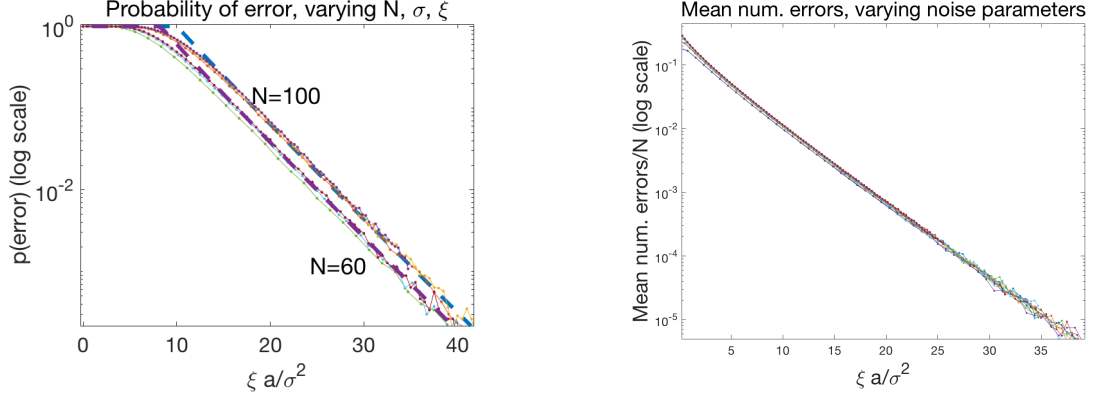 Probability of error, varying N, σ, ξ
p(error) (log scale)
10^0
10^-2
N=100
N=60
0 10 20 30 40
ξ a/σ^2
Mean num. errors, varying noise parameters
Mean num. errors/N (log scale)
10^-1
10^-2
10^-3
10^-4
10^-5
5 10 15 20 25 30 35
ξ a/σ^2